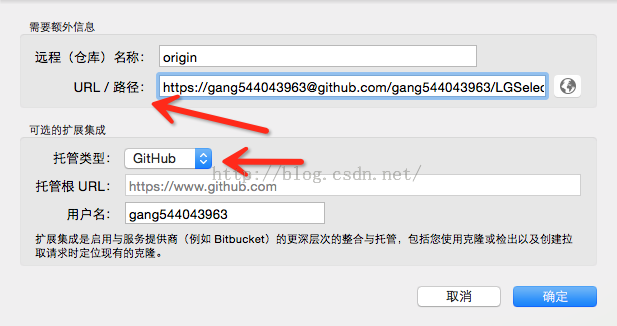 需要额外信息
远程（仓库）名称： origin
URL / 路径： https://gang544043963@github.com/gang544043963/LGSelec
可选的扩展集成
托管类型： GitHub
http://blog.csdn.net/
托管根 URL： https://www.github.com
用户名： gang544043963
扩展集成是启用与服务提供商（例如 Bitbucket）的更深层次的整合与托管，包括您使用克隆或检出以及创建拉
取请求时定位现有的克隆。
取消 确定